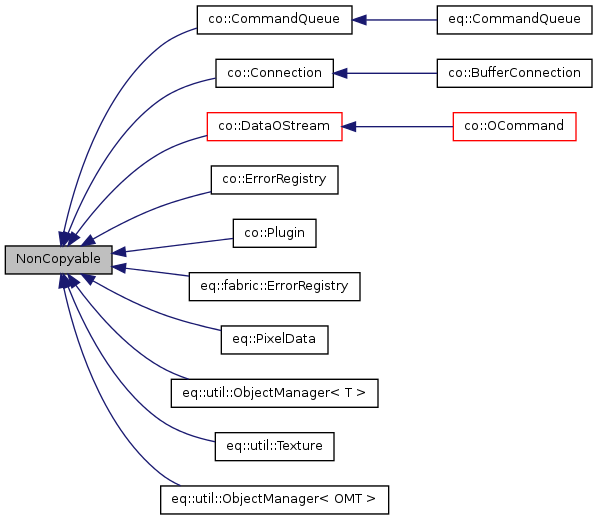 co::CommandQueue
eq::CommandQueue
co::Connection
co::BufferConnection
co::DataOStream
co::OCommand
co::ErrorRegistry
co::Plugin
NonCopyable
eq::fabric::ErrorRegistry
eq::PixelData
eq::util::ObjectManager< T >
eq::util::Texture
eq::util::ObjectManager< OMT >